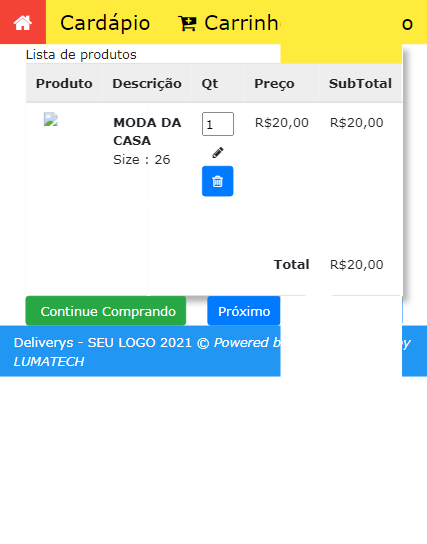 Cardápio Carrinh o
Lista de produtos
Produto Descrição Qt Preço SubTotal
MODA DA CASA 1 R$20,00 R$20,00
Size : 26
Total R$20,00
Continue Comprando Próximo
Deliverys - SEU LOGO 2021 © Powered b by
LUMATECH